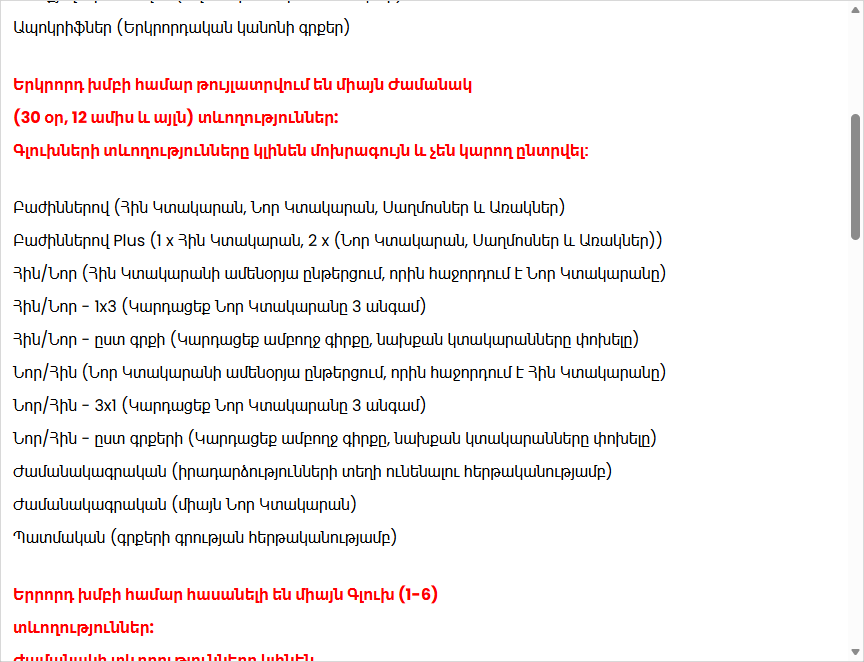 Ապոկրիֆներ (Երկրորդական կանոնի գրքեր)
Երկրորդ խմբի համար թույլատրվում են միայն Ժամանակ
(30 օր, 12 ամիս և այլն) տևողություններ:
Գլուխների տևողությունները կլինեն մոխրագույն և չեն կարող ընտրվել:
Բաժիններով (Հին Կտակարան, Նոր Կտակարան, Սաղմոսներ և Առակներ)
Բաժիններով Plus (1 x Հին Կտակարան, 2 x (Նոր Կտակարան, Սաղմոսներ և Առակներ))
Հին/Նոր (Հին Կտակարանի ամենօրյա ընթերցում, որին հաջորդում է Նոր Կտակարանը)
Հին/Նոր - 1x3 (Կարդացեք Նոր Կտակարանը 3 անգամ)
Հին/Նոր - ըստ գրքի (Կարդացեք ամբողջ գիրքը, նախքան կտակարանները փոխելը)
Նոր/Հին (Նոր Կտակարանի ամենօրյա ընթերցում, որին հաջորդում է Հին Կտակարանը)
Նոր/Հին - 3x1 (Կարդացեք Նոր Կտակարանը 3 անգամ)
Նոր/Հին - ըստ գրքերի (Կարդացեք ամբողջ գիրքը, նախքան կտակարանները փոխելը)
Ժամանակագրական (իրադարձությունների տեղի ունենալու հերթականությամբ)
Ժամանակագրական (միայն Նոր Կտակարան)
Պատմական (գրքերի գրության հերթականությամբ)
Երրորդ խմբի համար հասանելի են միայն Գլուխ (1-6)
տևողություններ:
Ժամանակի տևողությունները կլինեն